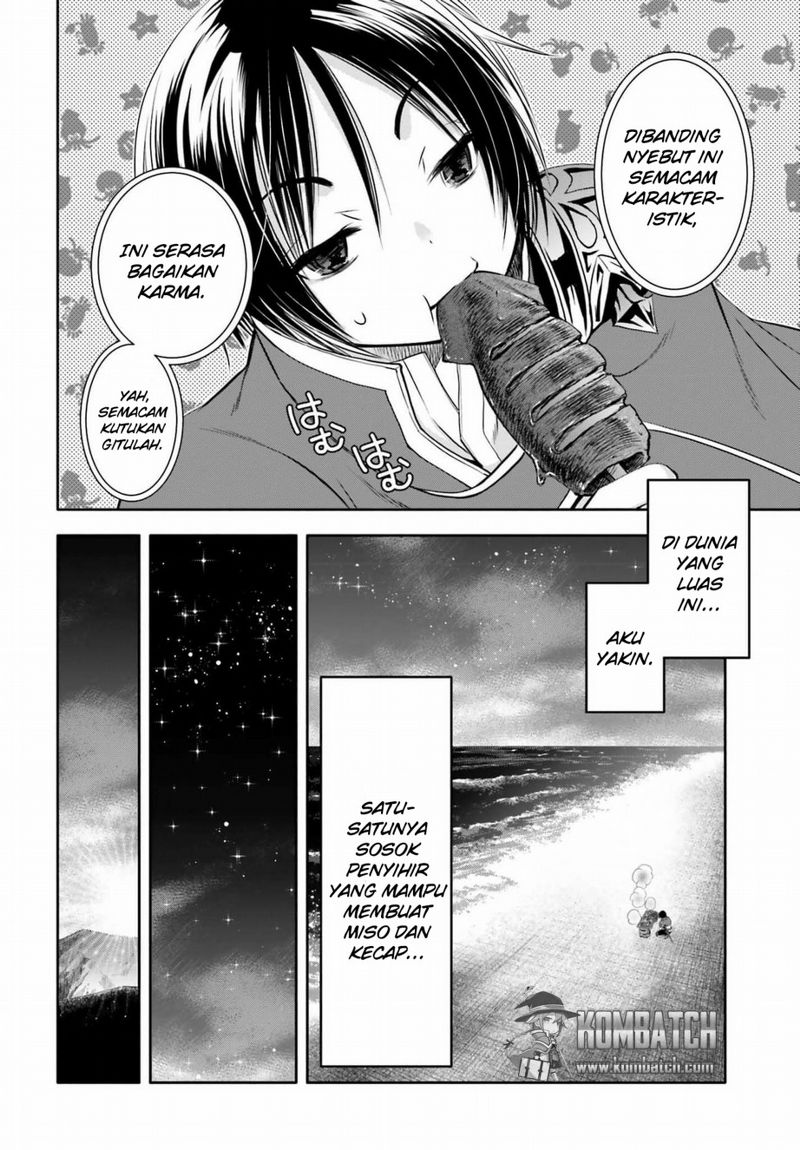 DIBANDING
NYEBUT INI
SEMACAM
KARAKTER-
ISTIK,
INI SERASA
BAGAIKAN
KARMA.
YAH,
SEMACAM
KUTUKAN
GITULAH.
はむ
はむ
DI DUNIA
YANG
LUAS
INI...
AKU
YAKIN.
SATU-
SATUNYA
SOSOK
PENYIHIR
YANG MAMPU
MEMBUAT
MISO DAN
KECAP...
KOMBATCH
www.kombatch.com